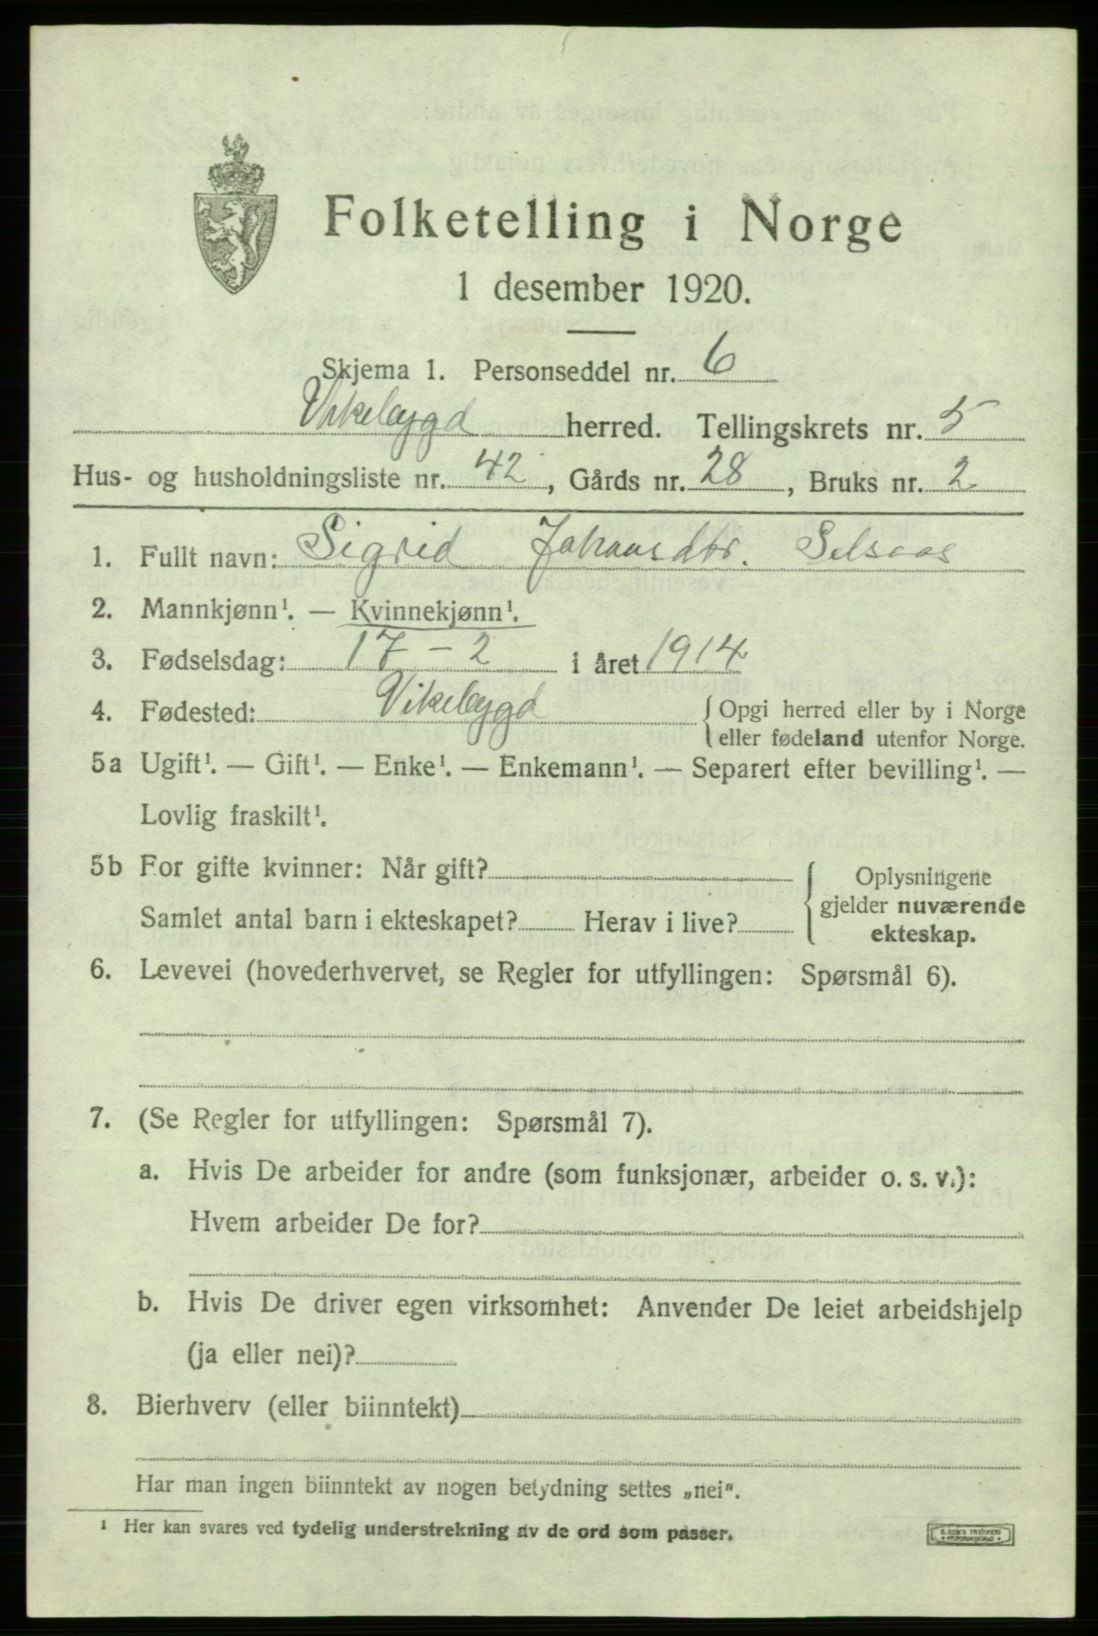 Folketelling i Norge
1 desember 1920.
Skjema 1. Personseddel nr. 6
Vikebygd herred. Tellingskrets nr. 5
Hus- og husholdningsliste nr. 42, Gårds nr. 28, Bruks nr. 2
1. Fullt navn: Sigrid Johansdtr. Selsaas
2. Mannkjønn¹. — Kvinnekjønn¹.
3. Fødselsdag: 17 - 2 i året 1914
4. Fødested: Vikebygd { Opgi herred eller by i Norge
eller fødeland utenfor Norge.
5a Ugift¹. — Gift¹. — Enke¹. — Enkemann¹. — Separert efter bevilling¹. —
Lovlig fraskilt¹.
5b For gifte kvinner: Når gift?
Samlet antal barn i ekteskapet? Herav i live?
{ Oplysningene
gjelder nuværende
ekteskap.
6. Levevei (hovederhvervet, se Regler for utfyllingen: Spørsmål 6).
7. (Se Regler for utfyllingen: Spørsmål 7).
a. Hvis De arbeider for andre (som funksjonær, arbeider o. s. v.):
Hvem arbeider De for?
b. Hvis De driver egen virksomhet: Anvender De leiet arbeidshjelp
(ja eller nei)?
8. Bierhverv (eller biinntekt)
Har man ingen biinntekt av nogen betydning settes „nei".
¹ Her kan svares ved tydelig understrekning av de ord som passer.